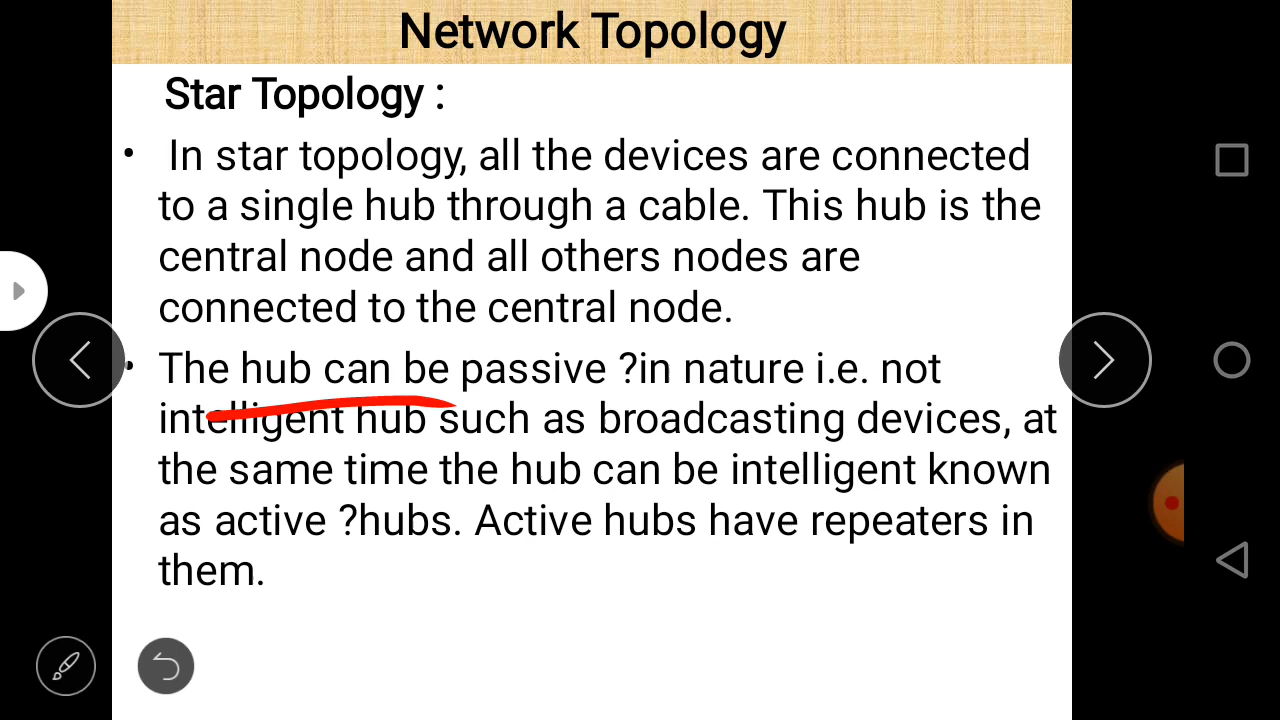 Network Topology
Star Topology :
• In star topology, all the devices are connected
to a single hub through a cable. This hub is the
central node and all others nodes are
connected to the central node.
• The hub can be passive ?in nature i.e. not
intelligent hub such as broadcasting devices, at
the same time the hub can be intelligent known
as active ?hubs. Active hubs have repeaters in
them.